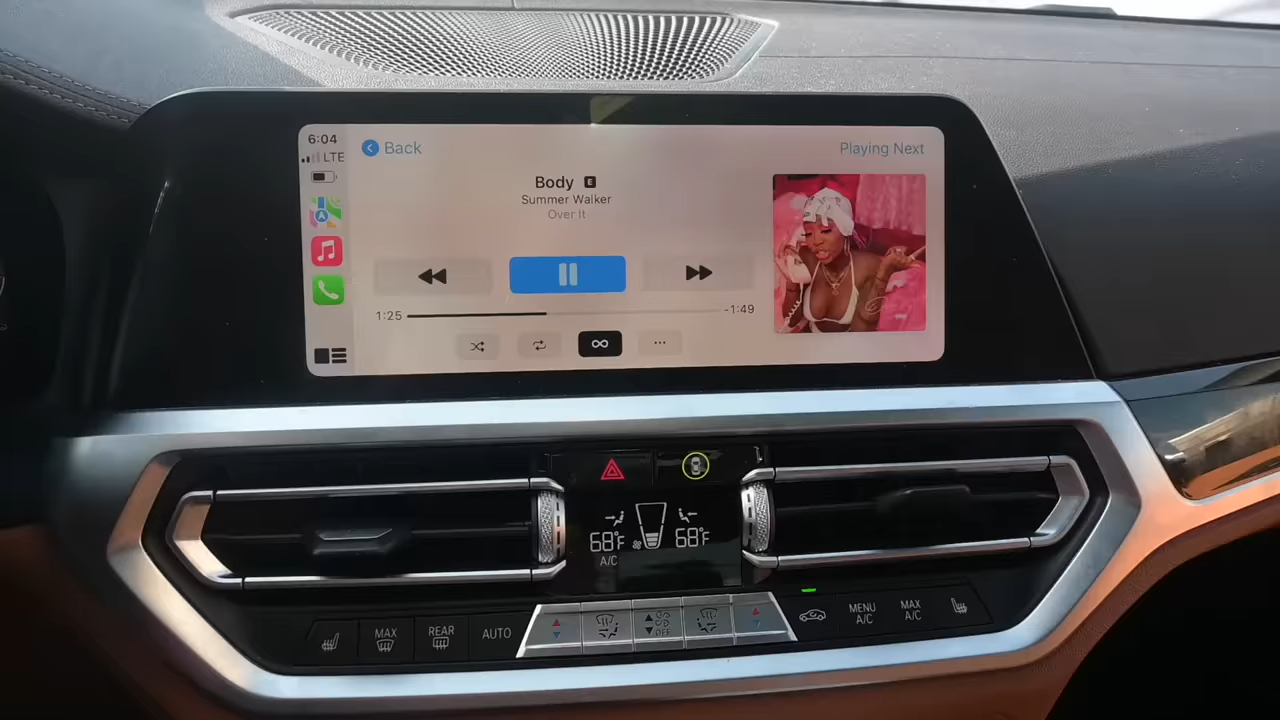 6:04
LTE
Back
Playing Next
Body E
Summer Walker
Over It
1:25
-1:49
68°F
68°F
A/C
MAX
REAR
AUTO
OFF
MENU
A/C
MAX
A/C